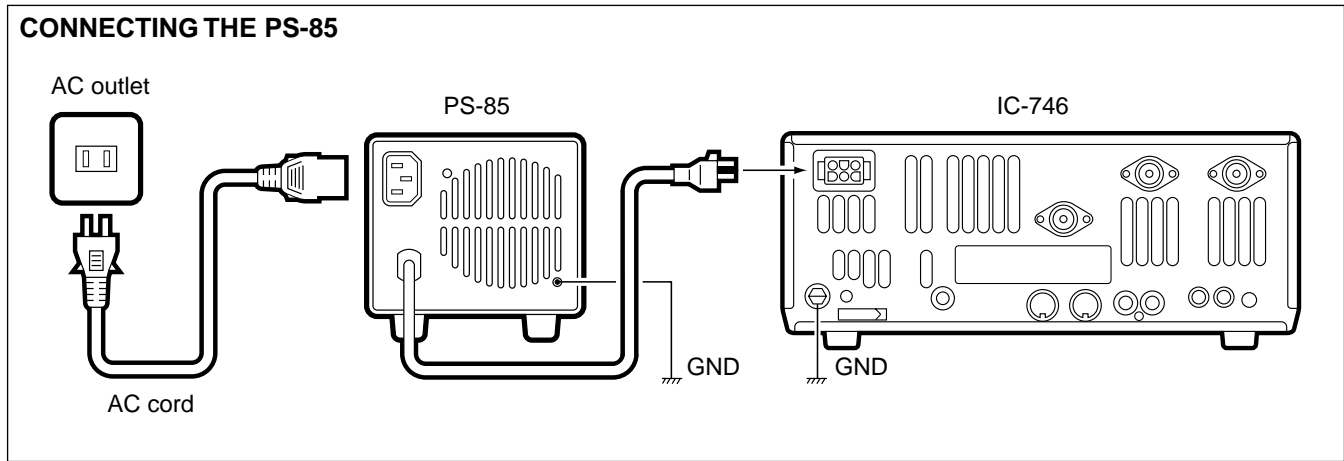 CONNECTING THE PS-85
AC outlet
PS-85
IC-746
GND
GND
AC cord